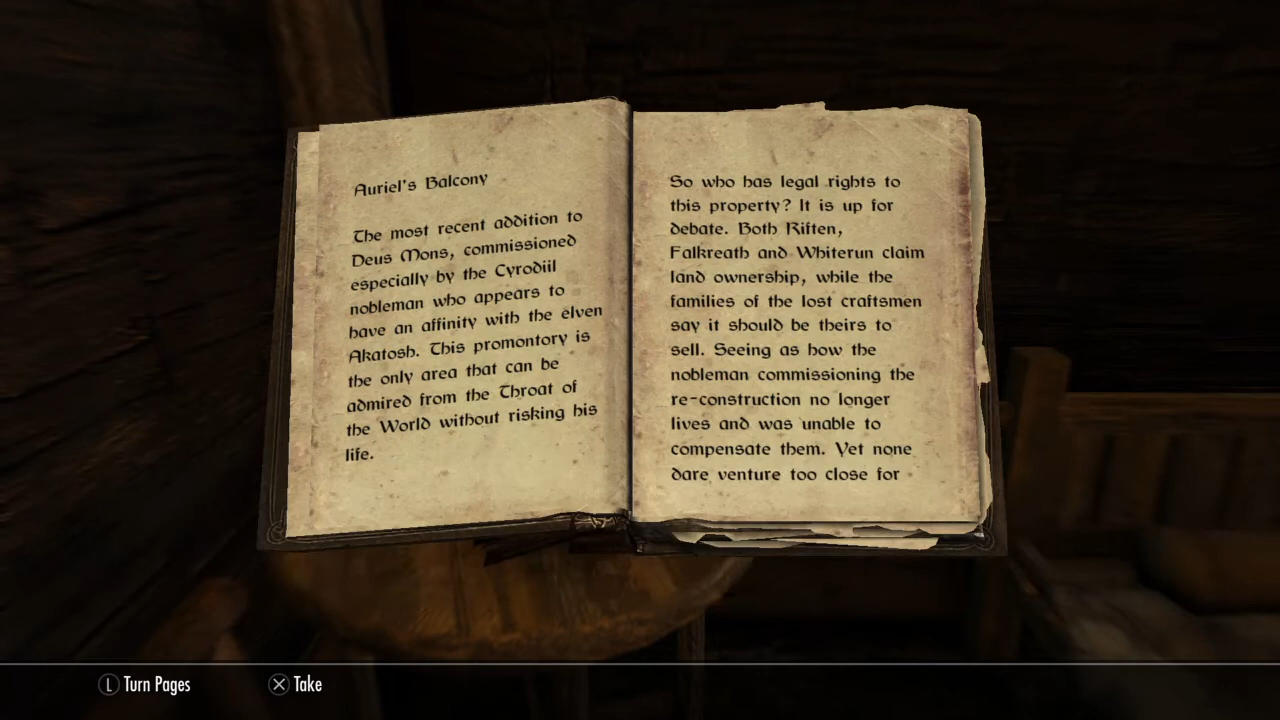 Auriel's Balcony
The most recent addition to
Deus Mons, commissioned
especially by the Cyrodiil
nobleman who appears to
have an affinity with the elven
Akatosh. This promontory is
the only area that can be
admired from the Throat of
the World without risking his
life.
So who has legal rights to
this property? It is up for
debate. Both Riften,
Falkreath and Whiterun claim
land ownership, while the
families of the lost craftsmen
say it should be theirs to
sell. Seeing as how the
nobleman commissioning the
re-construction no longer
lives and was unable to
compensate them. Yet none
dare venture too close for
L Turn Pages
X Take